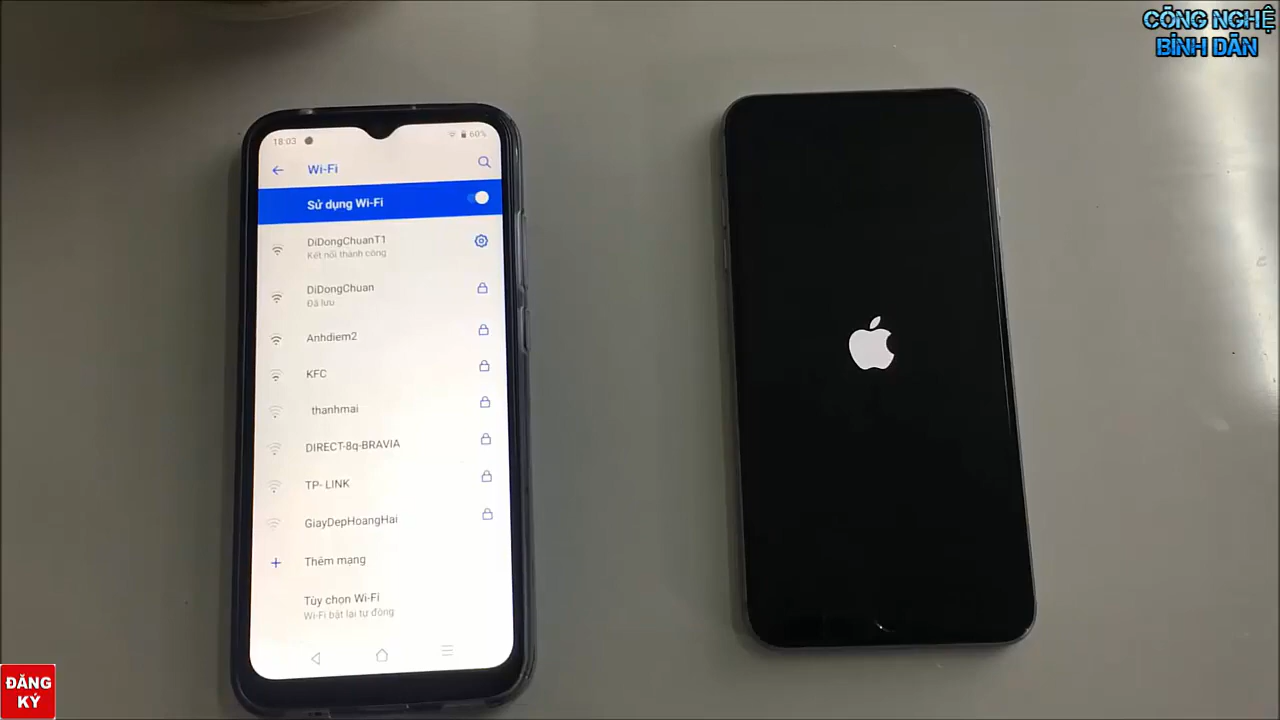 CÔNG NGHỆ
BÌNH DÂN
18:03
60%
Wi-Fi
Sử dụng Wi-Fi
DiDongChuanT1
Kết nối thành công
DiDongChuan
Đã lưu
Anhdiem2
KFC
thanhmai
DIRECT-8q-BRAVIA
TP- LINK
GiayDepHoangHai
Thêm mạng
Tùy chọn Wi-Fi
Wi-Fi bật lại tự động
ĐĂNG
KÝ